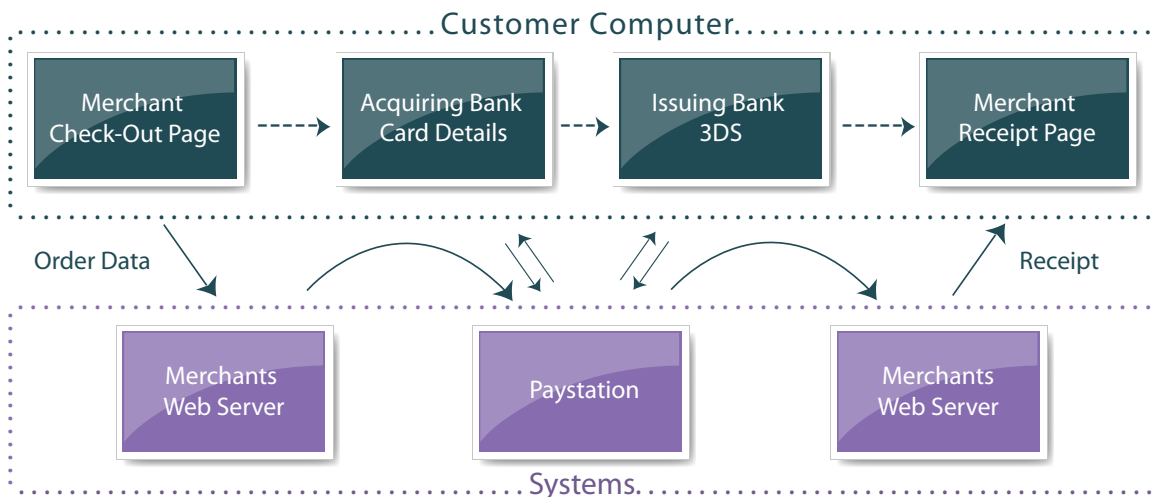 Customer Computer
Merchant
Check-Out Page
Acquiring Bank
Card Details
Issuing Bank
3DS
Merchant
Receipt Page
Order Data
Receipt
Merchants
Web Server
Paystation
Merchants
Web Server
Systems